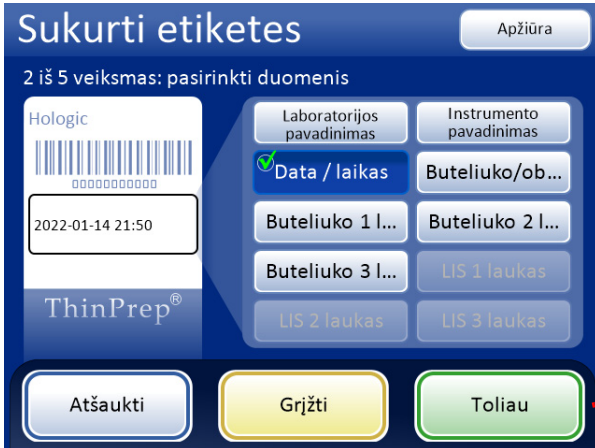 Sukurti etiketes
Apžiūra
2 iš 5 veiksmas: pasirinkti duomenis
Hologic
00000000000
2022-01-14 21:50
ThinPrep®
Laboratorijos
pavadinimas
Instrumento
pavadinimas
Data / laikas
Buteliuko/ob...
Buteliuko 1 l...
Buteliuko 2 l...
Buteliuko 3 l...
LIS 1 laukas
LIS 2 laukas
LIS 3 laukas
Atšaukti
Grįžti
Toliau